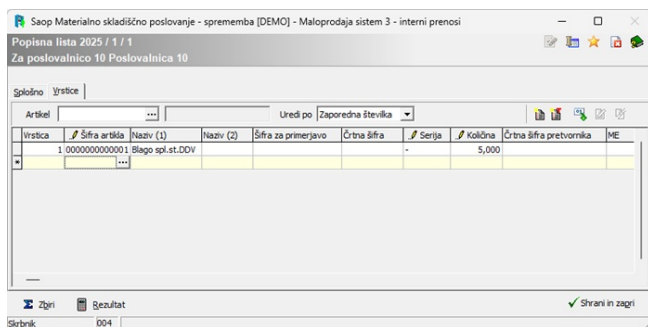 Saop Materialno skladiščno poslovanje - sprememba [DEMO] - Maloprodaja sistem 3 - interni prenosi
Popisna lista 2025 / 1 / 1
Za poslovalnico 10 Poslovalnica 10
Splošno Vrstice
Artikel ... Uredi po Zaporedna številka
Vrstica Šifra artikla Naziv (1) Naziv (2) Šifra za primerjavo Črtna šifra Serija Količina Črtna šifra pretvornika ME
1 0000000000001 Blago spl.st.DDV - 5,000
* ...
Zbiri Rezultat Shrani in zapri
Skrbnik 004